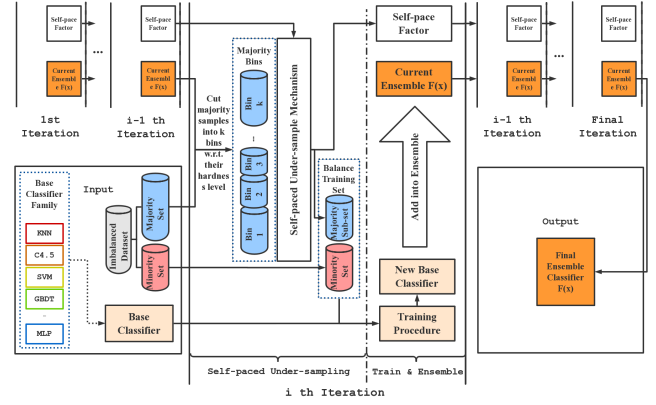 Self-pace
Factor
Current
Ensembl
e F(x)
...
1st
Iteration
Self-pace
Factor
Current
Ensembl
e F(x)
i-1 th
Iteration
Cut
majority
samples
into k
bins
w.r.t.
their
hardnes
s level
Majority
Bins
Bin k
...
Bin 3
Bin 2
Bin 1
Self-paced Under-sample Mechanism
Balance
Training
Set
Majority
Sub-set
Minority
Set
Self-pace
Factor
Current
Ensemble F(x)
Add into Ensemble
New Base
Classifier
Training
Procedure
Self-pace
Factor
Current
Ensembl
e F(x)
i-1 th
Iteration
...
Self-pace
Factor
Current
Ensembl
e F(x)
Final
Iteration
Base
Classifier
Family
KNN
C4.5
SVM
GBDT
MLP
Input
Imbalanced
Dataset
Majority
Set
Minority
Set
Base
Classifier
Output
Final
Ensemble
Classifier
F(x)
Self-paced Under-sampling
Train & Ensemble
i th Iteration